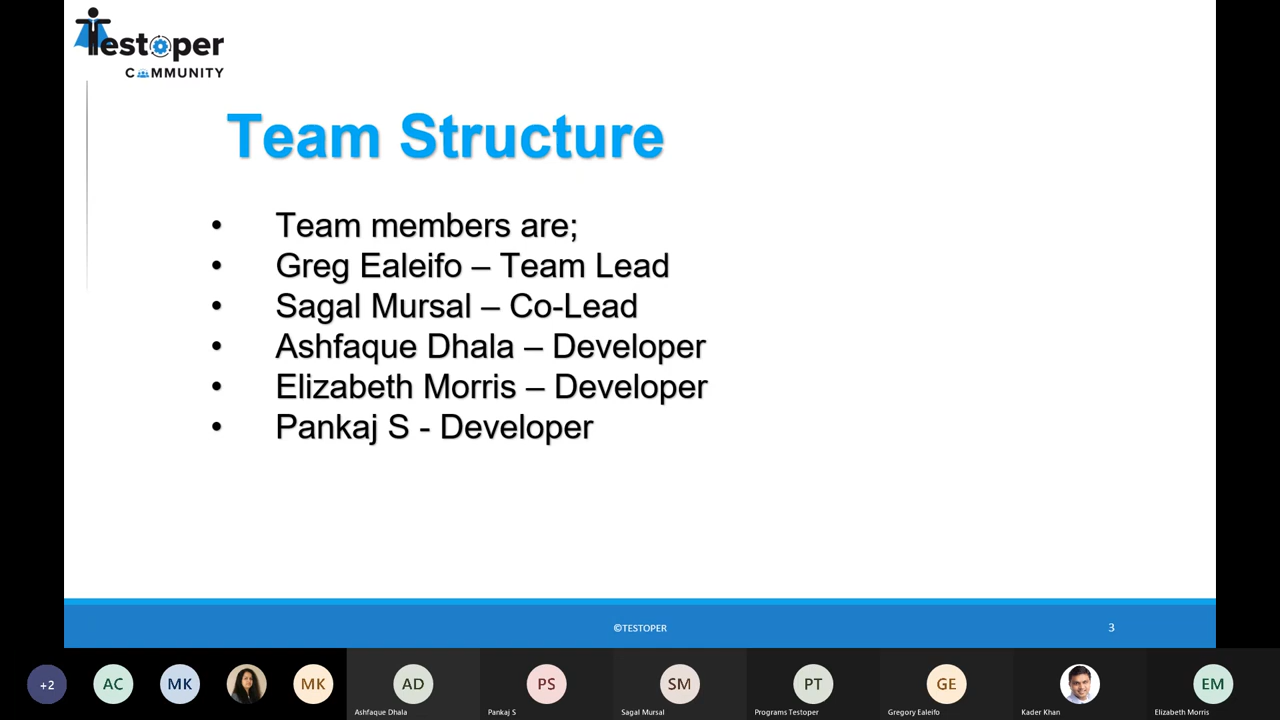 Testoper
COMMUNITY
Team Structure
• Team members are;
• Greg Ealeifo – Team Lead
• Sagal Mursal – Co-Lead
• Ashfaque Dhala – Developer
• Elizabeth Morris – Developer
• Pankaj S - Developer
©TESTOPER
3
+2
AC
MK
MK
AD
PS
SM
PT
GE
EM
Ashfaque Dhala
Pankaj S
Sagal Mursal
Programs Testoper
Gregory Ealeifo
Kader Khan
Elizabeth Morris